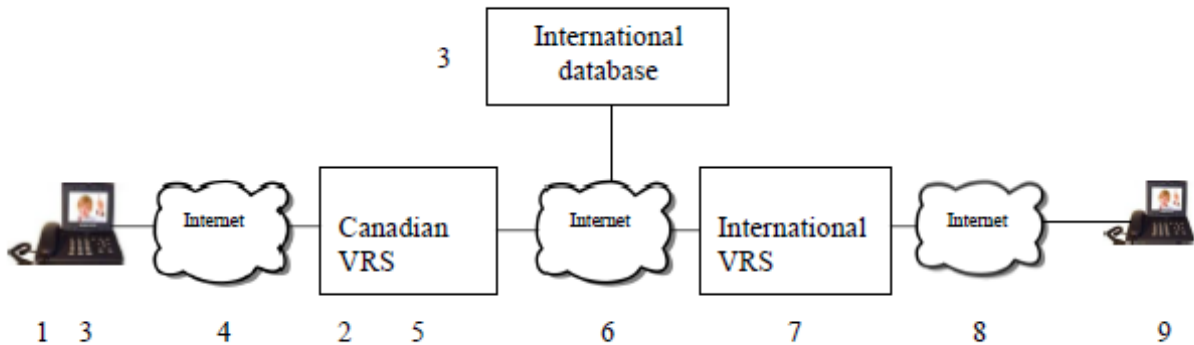 International
database
3
Internet
Canadian
VRS
Internet
International
VRS
Internet
1 3 4 2 5 6 7 8 9